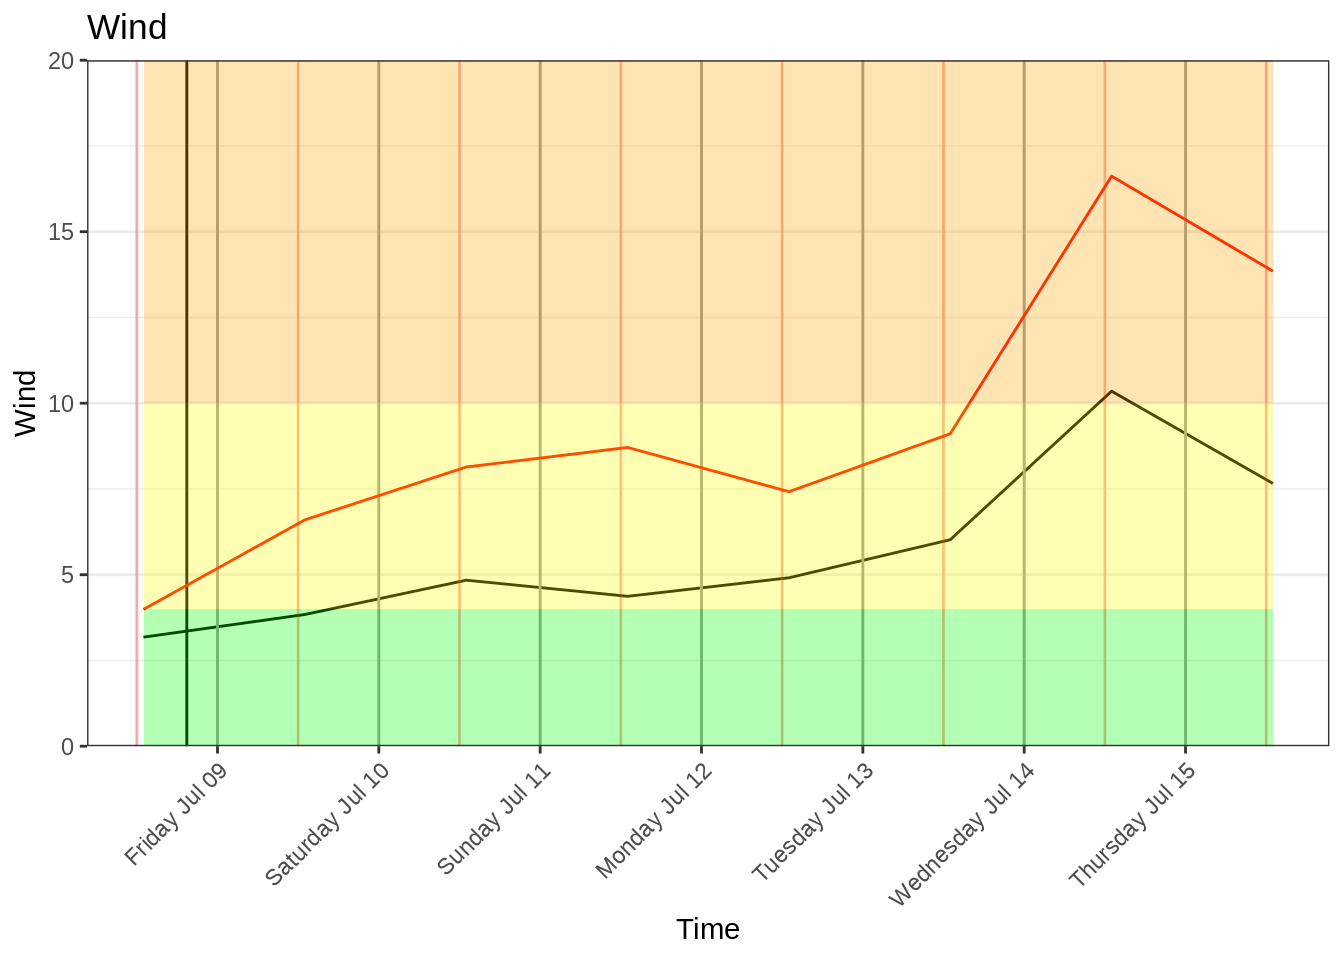 Wind
20
15
10
5
0
Wind
Friday Jul 09
Saturday Jul 10
Sunday Jul 11
Monday Jul 12
Tuesday Jul 13
Wednesday Jul 14
Thursday Jul 15
Time